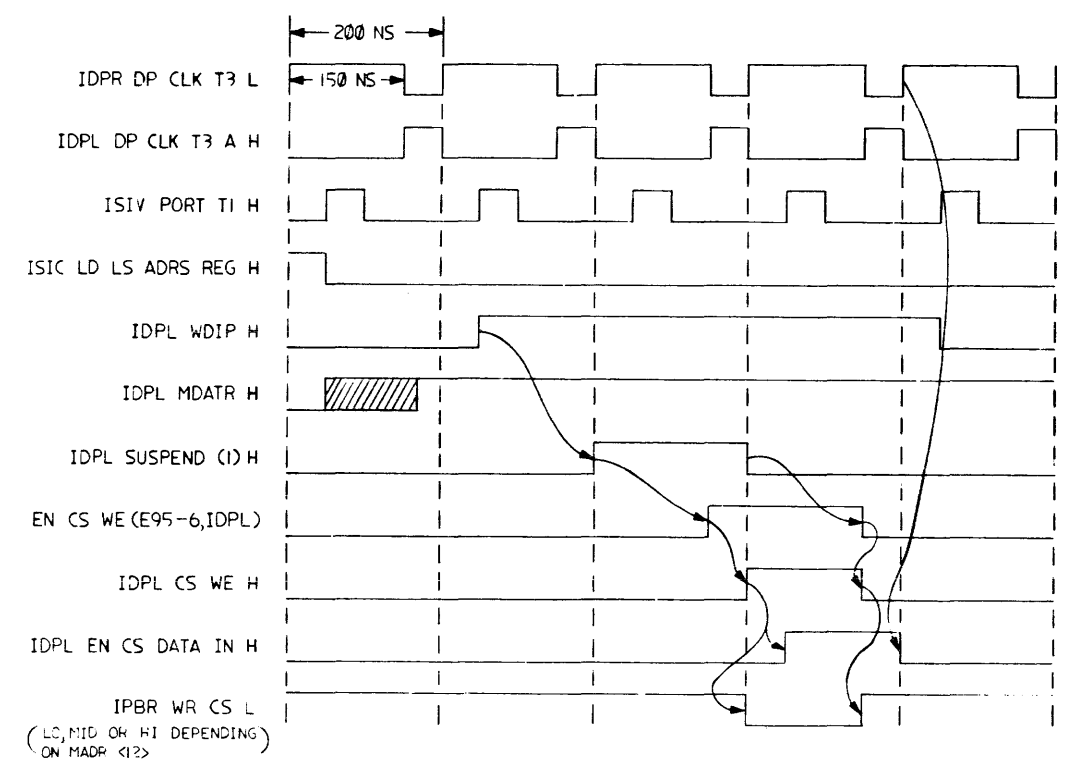 200 NS
IDPR DP CLK T3 L
150 NS
IDPL DP CLK T3 A H
ISIV PORT T1 H
ISIC LD LS ADRS REG H
IDPL WDIP H
IDPL MDATR H
IDPL SUSPEND (1) H
EN CS WE (E95-6, IDPL)
IDPL CS WE H
IDPL EN CS DATA IN H
IPBR WR CS L
(LO, MID OR HI DEPENDING)
ON MADR